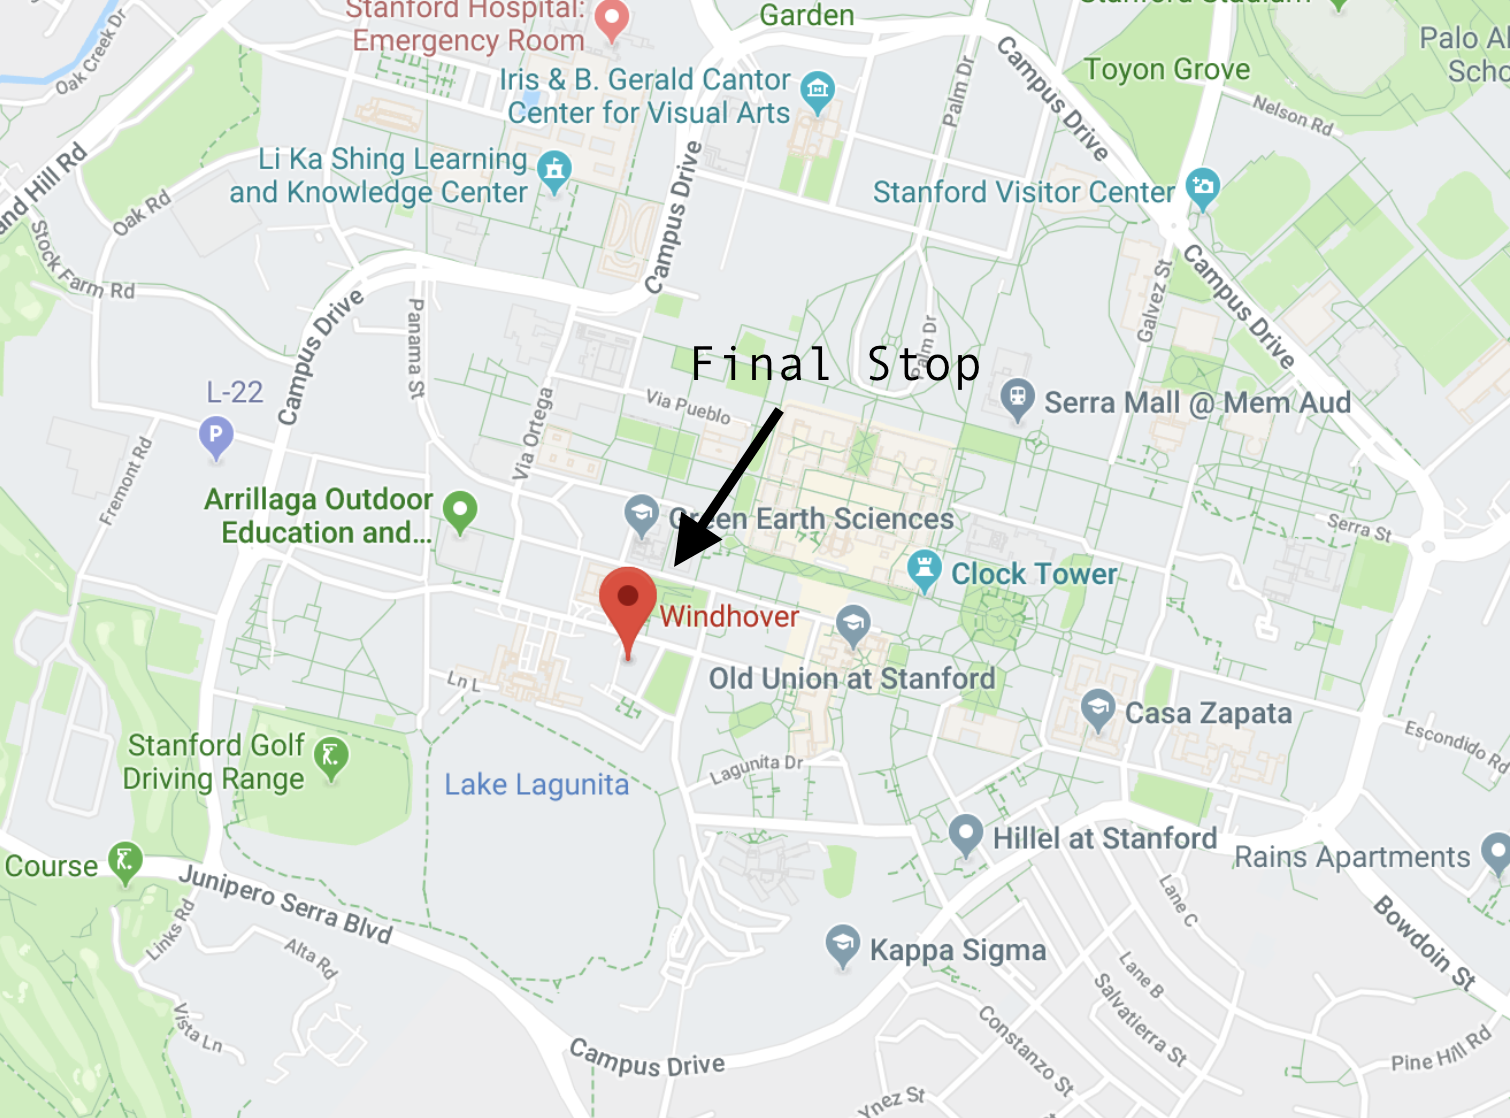 Stanford Hospital:
Emergency Room
Garden
Oak Creek Dr
Palo Al
Scho
Iris & B. Gerald Cantor
Center for Visual Arts
Palm Dr
Campus Drive
Toyon Grove
Nelson Rd
Li Ka Shing Learning
and Knowledge Center
Stanford Visitor Center
and Hill Rd
Oak Rd
Campus Drive
Stock Farm Rd
Campus Drive
Galvez St
Campus Drive
Panama St
Palm Dr
Final Stop
L-22
P
Via Ortega
Via Pueblo
Serra Mall @ Mem Aud
Fremont Rd
Arrillaga Outdoor
Education and...
Green Earth Sciences
Serra St
Clock Tower
Windhover
Old Union at Stanford
Ln L
Casa Zapata
Stanford Golf
Driving Range
Lake Lagunita
Lagunita Dr
Escondido Rd
Hillel at Stanford
Rains Apartments
Course
Junipero Serra Blvd
Links Rd
Alta Rd
Lane C
Bowdoin St
Kappa Sigma
Lane B
Salvatierra St
Vista Ln
Campus Drive
Constanzo St
Pine Hill Rd
Ynez St